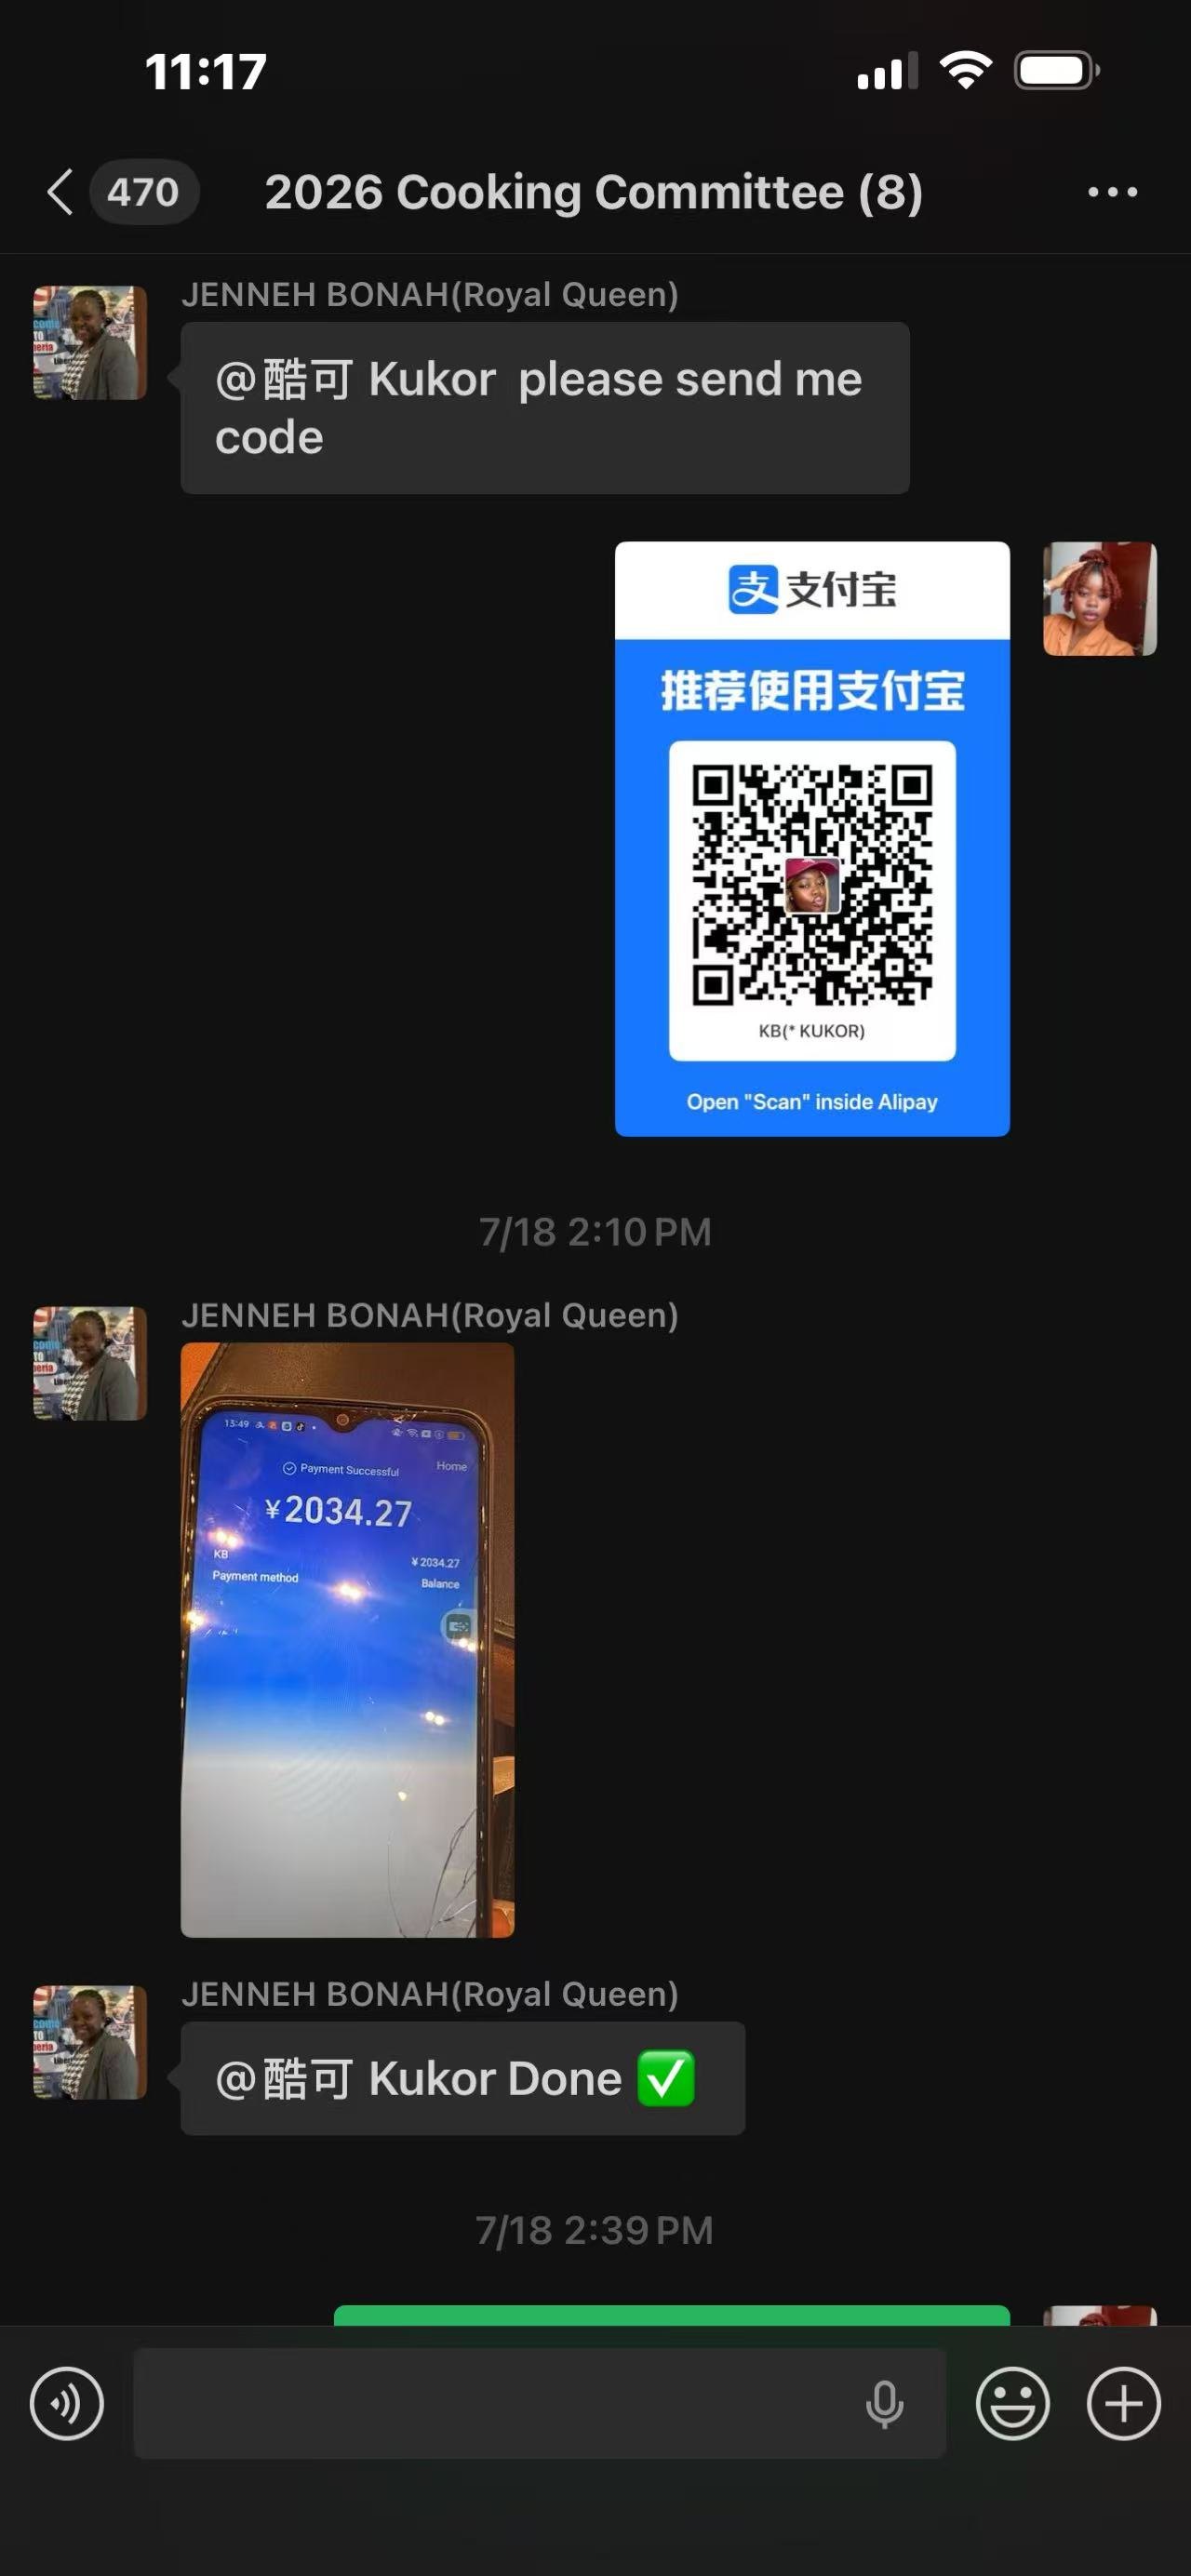 11:17
470
2026 Cooking Committee (8)
JENNEH BONAH(Royal Queen)
@酷可 Kukor please send me
code
支 支付宝
推荐使用支付宝
KB(* KUKOR)
Open "Scan" inside Alipay
7/18 2:10 PM
JENNEH BONAH(Royal Queen)
13:49
Home
Payment Successful
¥2034.27
KB
¥2034.27
Payment method
Balance
JENNEH BONAH(Royal Queen)
@酷可 Kukor Done ✅
7/18 2:39 PM